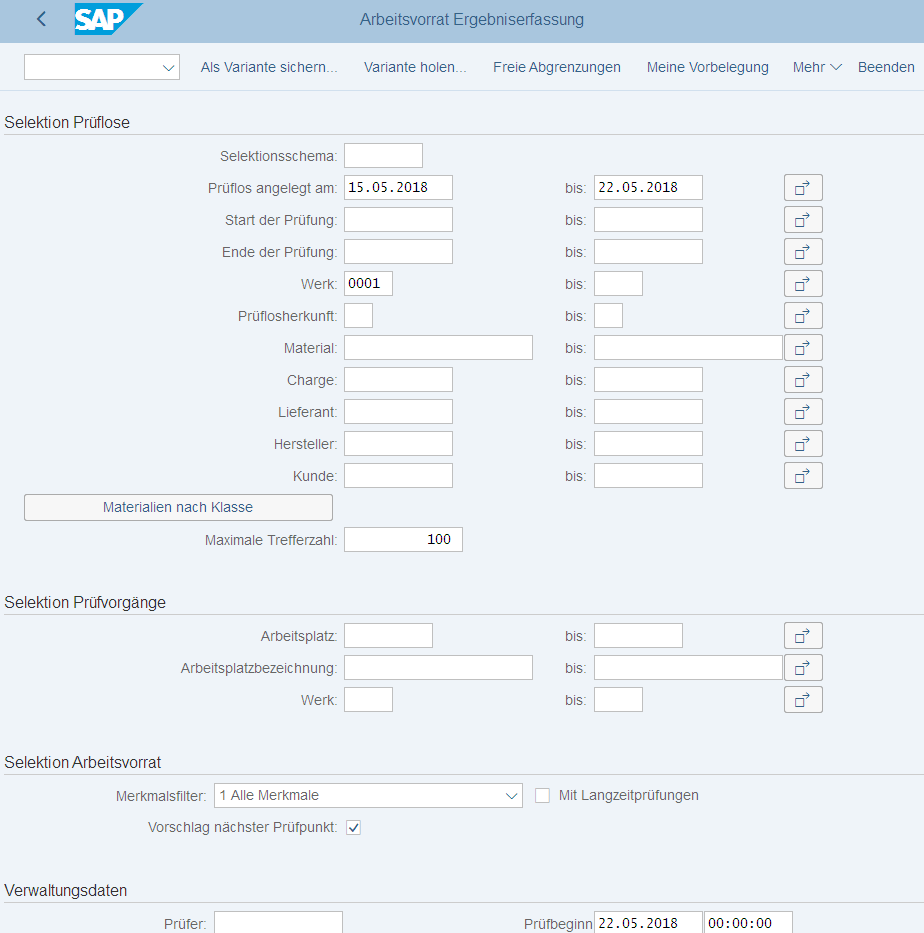 SAP Arbeitsvorrat Ergebniserfassung
Als Variante sichern... Variante holen... Freie Abgrenzungen Meine Vorbelegung Mehr Beenden
Selektion Prüflose
Selektionsschema:
Prüflos angelegt am: 15.05.2018 bis: 22.05.2018
Start der Prüfung: bis:
Ende der Prüfung: bis:
Werk: 0001 bis:
Prüflosherkunft: bis:
Material: bis:
Charge: bis:
Lieferant: bis:
Hersteller: bis:
Kunde: bis:
Materialien nach Klasse
Maximale Trefferzahl: 100
Selektion Prüfvorgänge
Arbeitsplatz: bis:
Arbeitsplatzbezeichnung: bis:
Werk: bis:
Selektion Arbeitsvorrat
Merkmalsfilter: 1 Alle Merkmale Mit Langzeitprüfungen
Vorschlag nächster Prüfpunkt:
Verwaltungsdaten
Prüfer: Prüfbeginn 22.05.2018 00:00:00